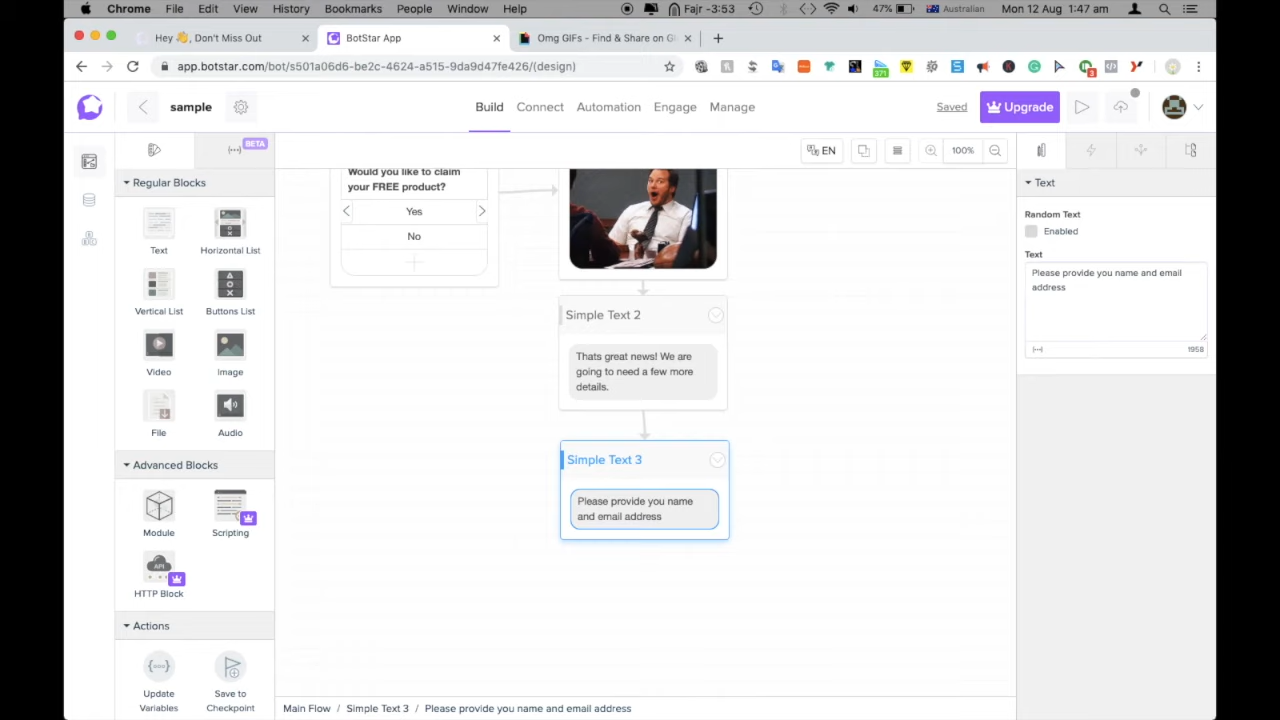 Chrome File Edit View History Bookmarks People Window Help Fajr -3:53 47% Australian Mon 12 Aug 1:47 am
Hey 👋, Don't Miss Out
BotStar App
Omg GIFs - Find & Share on GI
app.botstar.com/bot/s501a06d6-be2c-4624-a515-9da9d47fe426/(design)
371
3
sample
Build Connect Automation Engage Manage
Saved
Upgrade
BETA
EN
100%
Regular Blocks
Text
Horizontal List
Vertical List
Buttons List
Video
Image
File
Audio
Advanced Blocks
Module
Scripting
API
HTTP Block
Actions
Update
Variables
Save to
Checkpoint
Would you like to claim
your FREE product?
Yes
No
Simple Text 2
Thats great news! We are
going to need a few more
details.
Simple Text 3
Please provide you name
and email address
Main Flow / Simple Text 3 / Please provide you name and email address
Text
Random Text
Enabled
Text
Please provide you name and email
address
1958